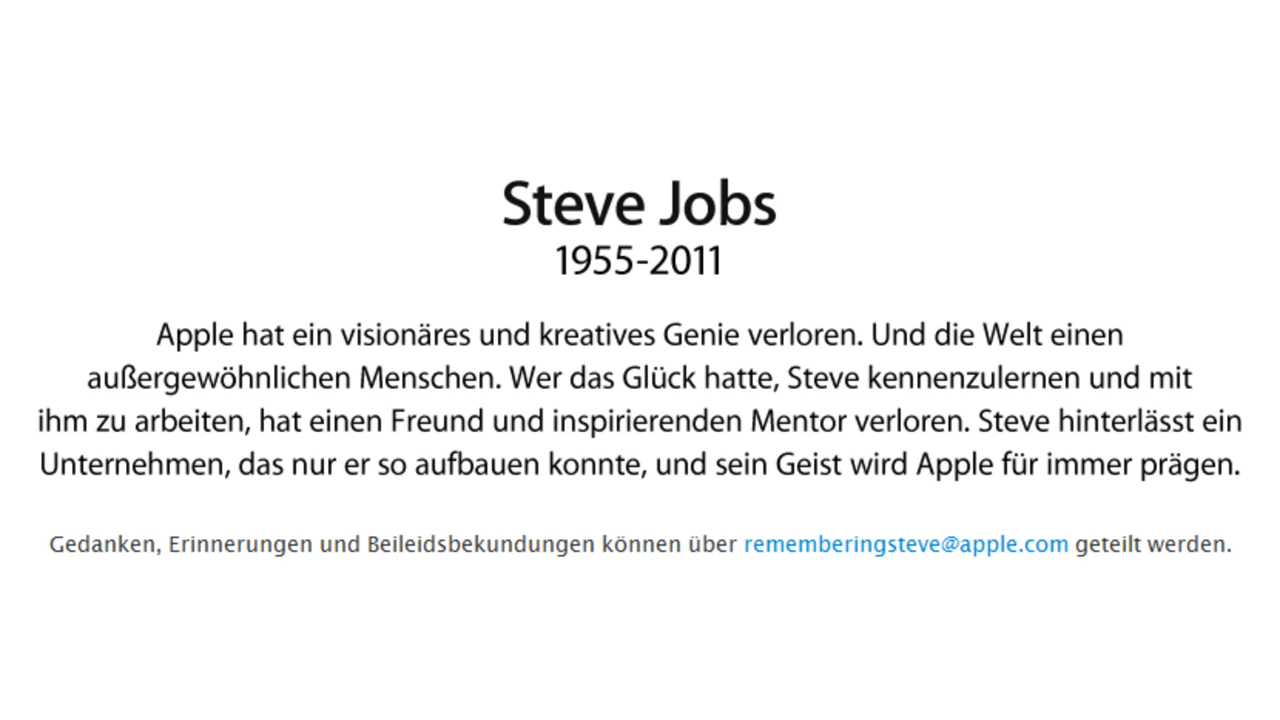 Steve Jobs
1955-2011
Apple hat ein visionäres und kreatives Genie verloren. Und die Welt einen
außergewöhnlichen Menschen. Wer das Glück hatte, Steve kennenzulernen und mit
ihm zu arbeiten, hat einen Freund und inspirierenden Mentor verloren. Steve hinterlässt ein
Unternehmen, das nur er so aufbauen konnte, und sein Geist wird Apple für immer prägen.
Gedanken, Erinnerungen und Beileidsbekundungen können über rememberingsteve@apple.com geteilt werden.